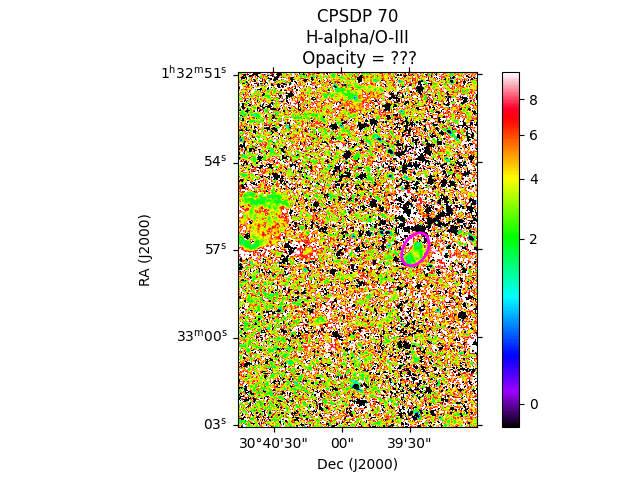 CPSDP 70
H-alpha/O-III
Opacity = ???
1h32m51s
54s
57s
33m00s
03s
RA (J2000)
30°40'30"
00"
39'30"
Dec (J2000)
8
6
4
2
0